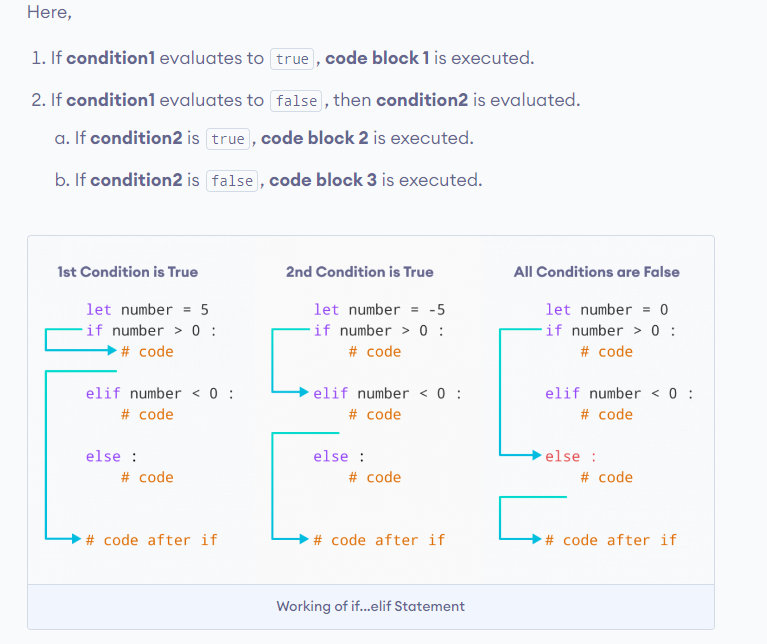 Here,
1. If condition1 evaluates to true, code block 1 is executed.
2. If condition1 evaluates to false, then condition2 is evaluated.
a. If condition2 is true, code block 2 is executed.
b. If condition2 is false, code block 3 is executed.
1st Condition is True
let number = 5
if number > 0 :
# code
elif number < 0 :
# code
else :
# code
# code after if
2nd Condition is True
let number = -5
if number > 0 :
# code
elif number < 0 :
# code
else :
# code
# code after if
All Conditions are False
let number = 0
if number > 0 :
# code
elif number < 0 :
# code
else :
# code
# code after if
Working of if...elif Statement